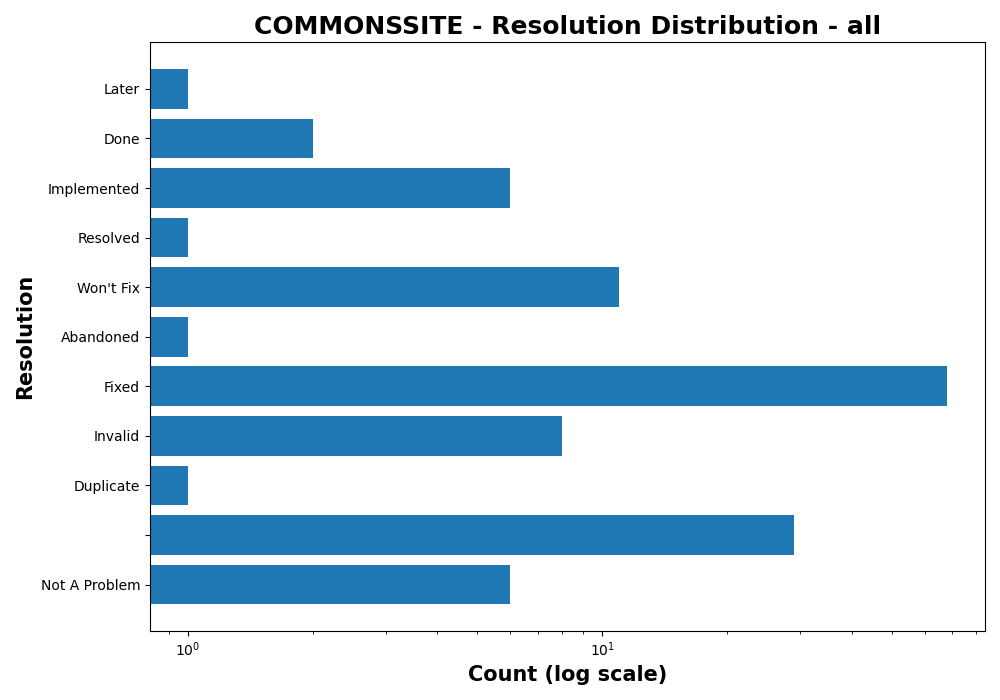 COMMONSSITE - Resolution Distribution - all
Later
Done
Implemented
Resolved
Won't Fix
Abandoned
Fixed
Invalid
Duplicate
Not A Problem
Resolution
10⁰
10¹
Count (log scale)